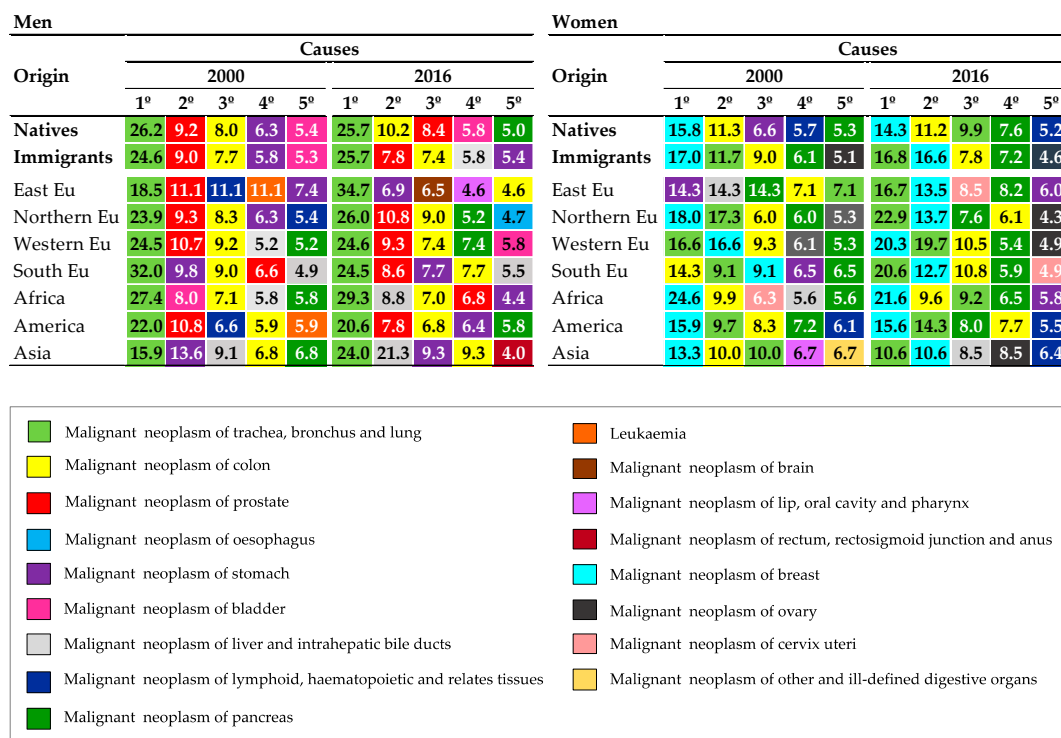 Men Women
Causes Causes
Origin 2000 2016 Origin 2000 2016
1º 2º 3º 4º 5º 1º 2º 3º 4º 5º 1º 2º 3º 4º 5º 1º 2º 3º 4º 5º
Natives 26.2 9.2 8.0 6.3 5.4 25.7 10.2 8.4 5.8 5.0 Natives 15.8 11.3 6.6 5.7 5.3 14.3 11.2 9.9 7.6 5.2
Immigrants 24.6 9.0 7.7 5.8 5.3 25.7 7.8 7.4 5.8 5.4 Immigrants 17.0 11.7 9.0 6.1 5.1 16.8 16.6 7.8 7.2 4.6
East Eu 18.5 11.1 11.1 11.1 7.4 34.7 6.9 6.5 4.6 4.6 East Eu 14.3 14.3 14.3 7.1 7.1 16.7 13.5 8.5 8.2 6.0
Northern Eu 23.9 9.3 8.3 6.3 5.4 26.0 10.8 9.0 5.2 4.7 Northern Eu 18.0 17.3 6.0 6.0 5.3 22.9 13.7 7.6 6.1 4.3
Western Eu 24.5 10.7 9.2 5.2 5.2 24.6 9.3 7.4 7.4 5.8 Western Eu 16.6 16.6 9.3 6.1 5.3 20.3 19.7 10.5 5.4 4.9
South Eu 32.0 9.8 9.0 6.6 4.9 24.5 8.6 7.7 7.7 5.5 South Eu 14.3 9.1 9.1 6.5 6.5 20.6 12.7 10.8 5.9 4.9
Africa 27.4 8.0 7.1 5.8 5.8 29.3 8.8 7.0 6.8 4.4 Africa 24.6 9.9 6.3 5.6 5.6 21.6 9.6 9.2 6.5 5.8
America 22.0 10.8 6.6 5.9 5.9 20.6 7.8 6.8 6.4 5.8 America 15.9 9.7 8.3 7.2 6.1 15.6 14.3 8.0 7.7 5.5
Asia 15.9 13.6 9.1 6.8 6.8 24.0 21.3 9.3 9.3 4.0 Asia 13.3 10.0 10.0 6.7 6.7 10.6 10.6 8.5 8.5 6.4
Malignant neoplasm of trachea, bronchus and lung
Malignant neoplasm of colon
Malignant neoplasm of prostate
Malignant neoplasm of oesophagus
Malignant neoplasm of stomach
Malignant neoplasm of bladder
Malignant neoplasm of liver and intrahepatic bile ducts
Malignant neoplasm of lymphoid, haematopoietic and relates tissues
Malignant neoplasm of pancreas
Leukaemia
Malignant neoplasm of brain
Malignant neoplasm of lip, oral cavity and pharynx
Malignant neoplasm of rectum, rectosigmoid junction and anus
Malignant neoplasm of breast
Malignant neoplasm of ovary
Malignant neoplasm of cervix uteri
Malignant neoplasm of other and ill-defined digestive organs